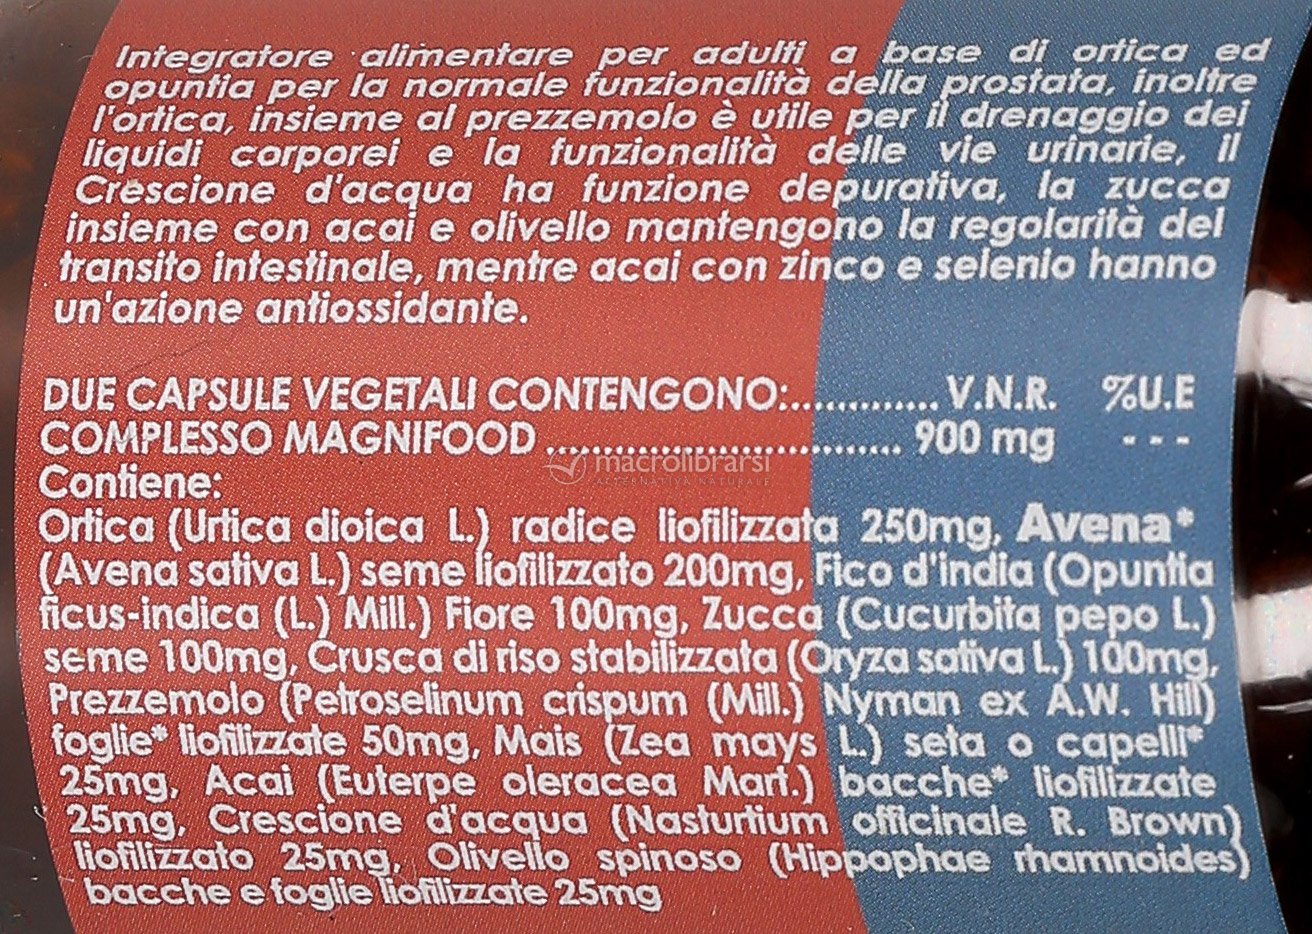 Integratore alimentare per adulti a base di ortica ed
opuntia per la normale funzionalità della prostata, inoltre
l'ortica, insieme al prezzemolo è utile per il drenaggio dei
liquidi corporei e la funzionalità delle vie urinarie, il
Crescione d'acqua ha funzione depurativa, la zucca
insieme con acai e olivello mantengono la regolarità del
transito intestinale, mentre acai con zinco e selenio hanno
un'azione antiossidante.
DUE CAPSULE VEGETALI CONTENGONO:.............. V.N.R. %U.E
COMPLESSO MAGNIFOOD ................................... 900 mg ---
macrolibrarsi
ALTERNATIVA NATURALE
Contiene:
Ortica (Urtica dioica L.) radice liofilizzata 250mg, Avena*
(Avena sativa L.) seme liofilizzato 200mg, Fico d'india (Opuntia
ficus-indica (L.) Mill.) Fiore 100mg, Zucca (Cucurbita pepo L.)
seme 100mg, Crusca di riso stabilizzata (Oryza sativa L.) 100mg,
Prezzemolo (Petroselinum crispum (Mill.) Nyman ex A.W. Hill)
foglie* liofilizzate 50mg, Mais (Zea mays L.) seta o capelli*
25mg, Acai (Euterpe oleracea Mart.) bacche* liofilizzate
25mg, Crescione d'acqua (Nasturtium officinale R. Brown)
liofilizzato 25mg, Olivello spinoso (Hippophae rhamnoides)
bacche e foglie liofilizzate 25mg